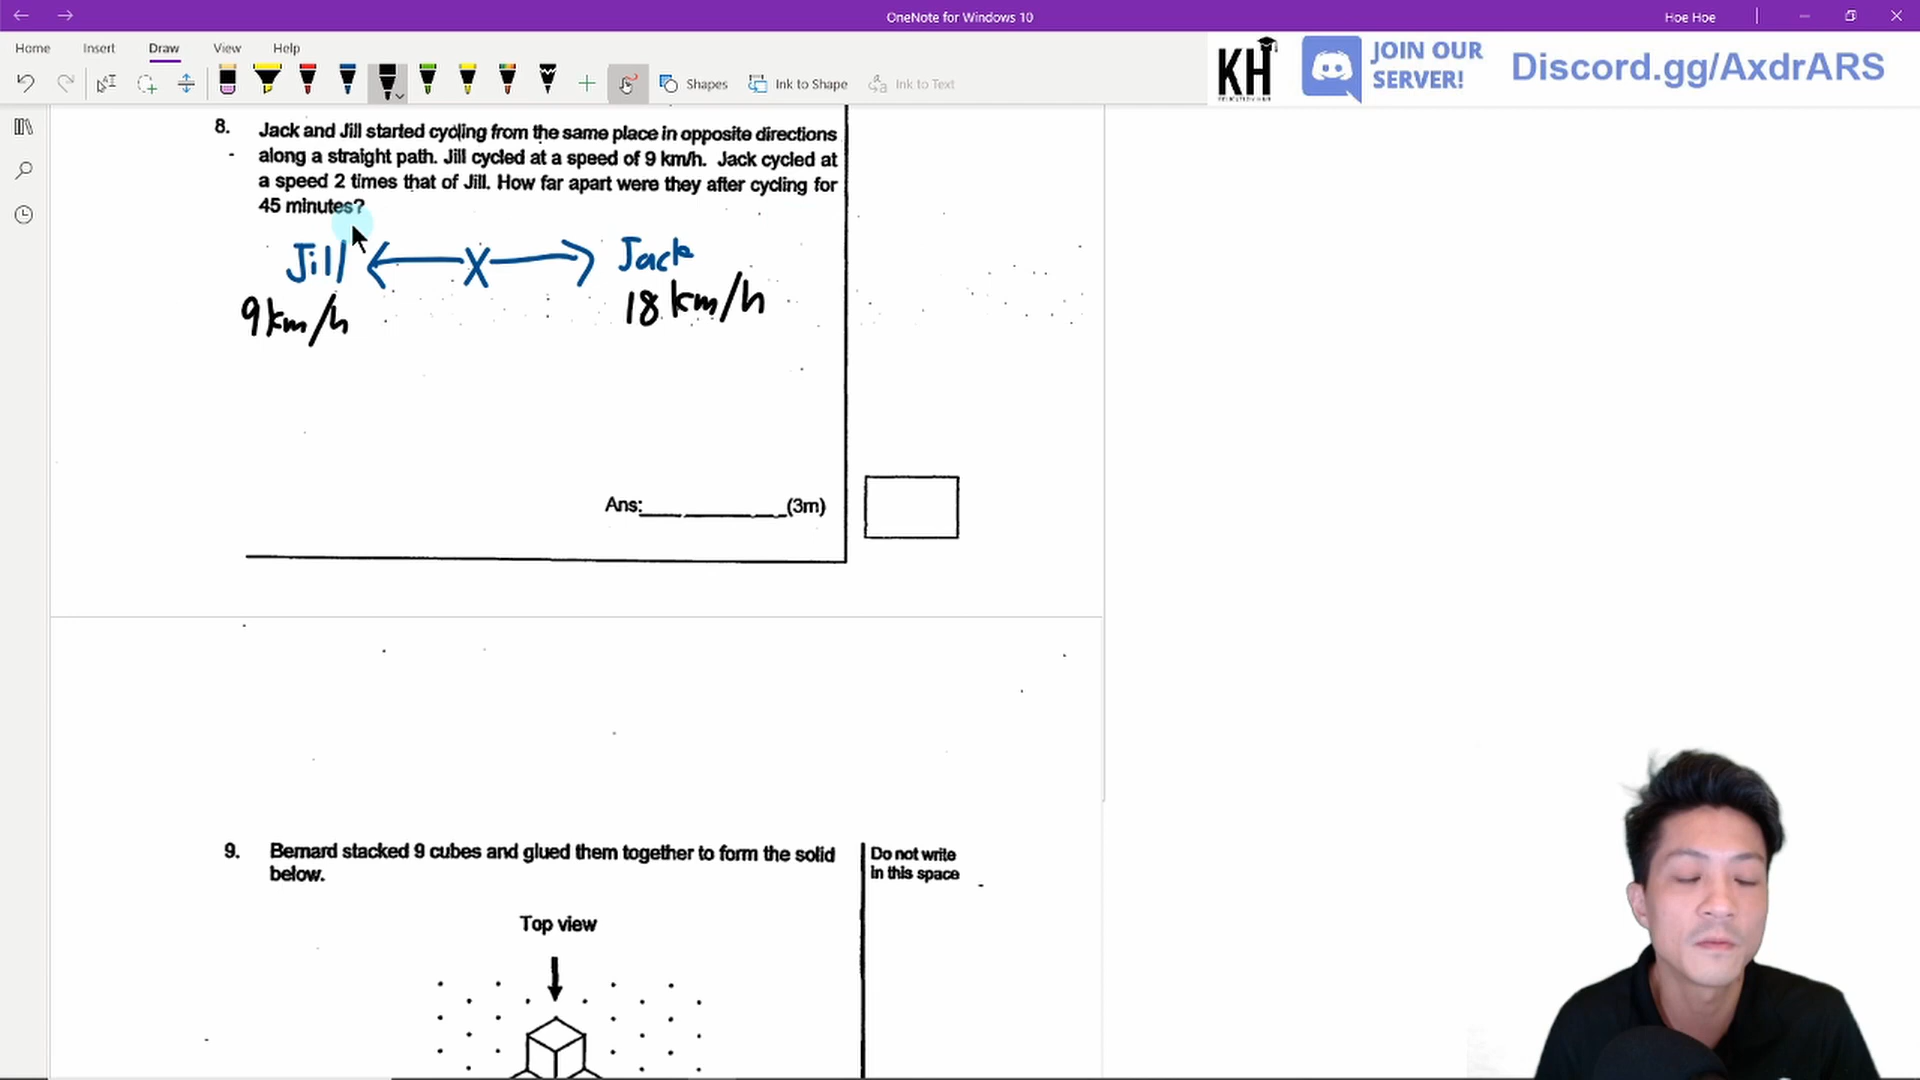 OneNote for Windows 10
Hoe Hoe
Home Insert Draw View Help
Shapes Ink to Shape Ink to Text
KH
JOIN OUR
SERVER!
Discord.gg/AxdrARS
8. Jack and Jill started cycling from the same place in opposite directions
along a straight path. Jill cycled at a speed of 9 km/h. Jack cycled at
a speed 2 times that of Jill. How far apart were they after cycling for
45 minutes?
Jill X Jack
9km/h 18 km/h
Ans: (3m)
9. Bernard stacked 9 cubes and glued them together to form the solid
below.
Do not write
in this space
Top view